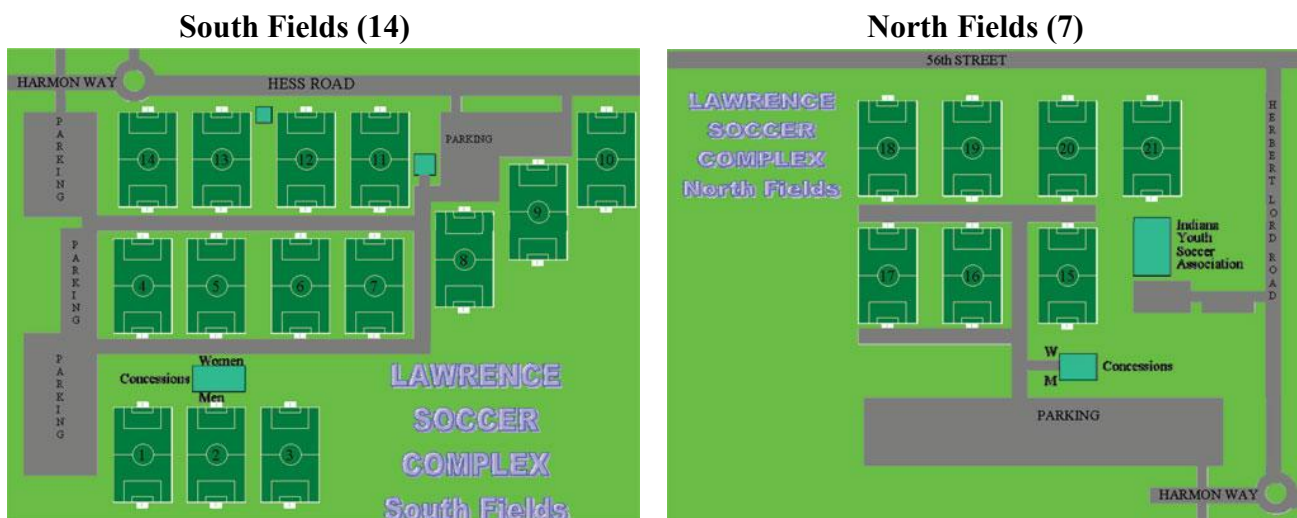 South Fields (14)
HARMON WAY
HESS ROAD
PARKING
PARKING
14
13
12
11
10
9
8
4
5
6
7
PARKING
PARKING
Women
Concessions
Men
1
2
3
LAWRENCE
SOCCER
COMPLEX
South Fields
North Fields (7)
56th STREET
LAWRENCE
SOCCER
COMPLEX
North Fields
18
19
20
21
HERBERT LORD ROAD
17
16
15
Indiana
Youth
Soccer
Association
W
Concessions
M
PARKING
HARMON WAY